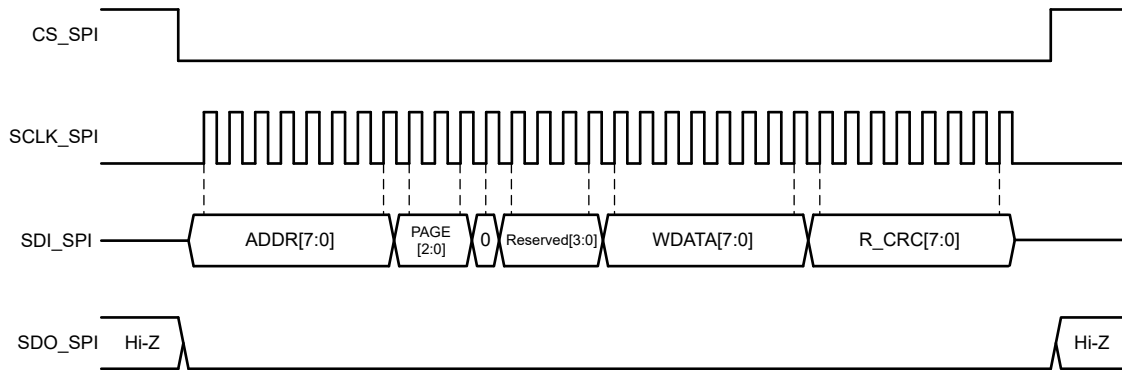 CS_SPI
SCLK_SPI
SDI_SPI
ADDR[7:0]
PAGE
[2:0]
0
Reserved[3:0]
WDATA[7:0]
R_CRC[7:0]
SDO_SPI
Hi-Z
Hi-Z